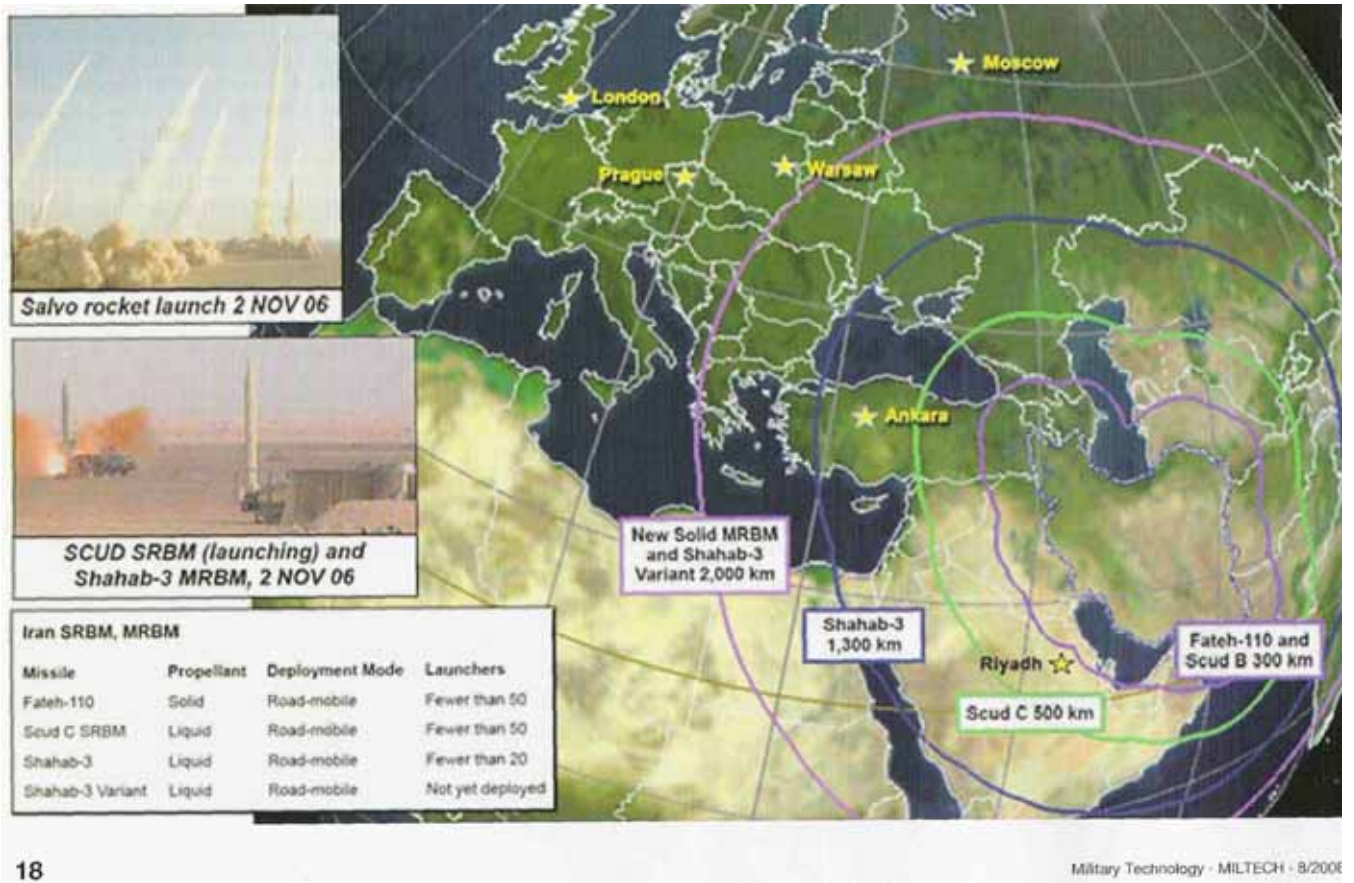 Salvo rocket launch 2 NOV 06
SCUD SRBM (launching) and
Shahab-3 MRBM, 2 NOV 06
Iran SRBM, MRBM
Missile Propellant Deployment Mode Launchers
Fateh-110 Solid Road-mobile Fewer than 50
Scud C SRBM Liquid Road-mobile Fewer than 50
Shahab-3 Liquid Road-mobile Fewer than 20
Shahab-3 Variant Liquid Road-mobile Not yet deployed
Moscow
London
Prague
Warsaw
Ankara
New Solid MRBM
and Shahab-3
Variant 2,000 km
Shahab-3
1,300 km
Riyadh
Fateh-110 and
Scud B 300 km
Scud C 500 km
18
Military Technology · MILTECH · 8/2008